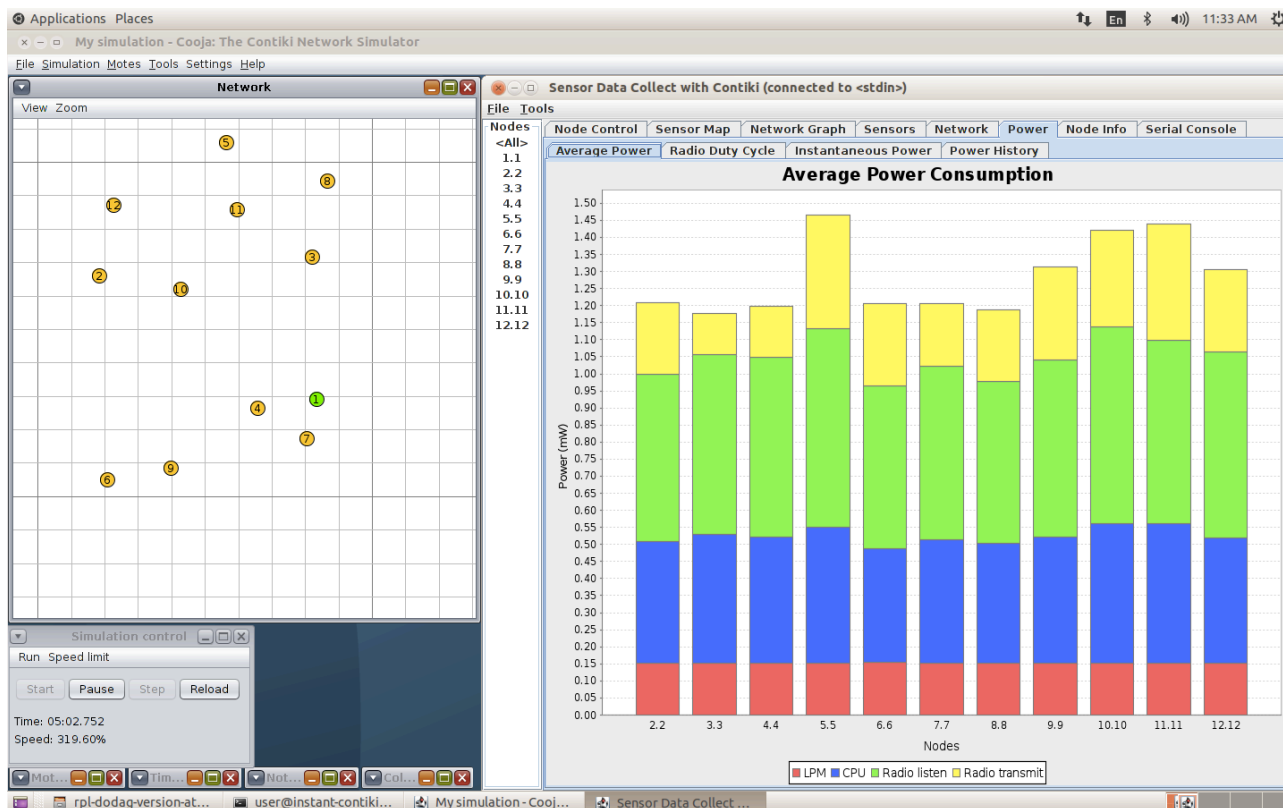 Applications Places
En 11:33 AM
My simulation - Cooja: The Contiki Network Simulator
File Simulation Motes Tools Settings Help
Network
View Zoom
5
8
12
11
3
2
10
1
4
7
9
6
Simulation control
Run Speed limit
Start Pause Step Reload
Time: 05:02.752
Speed: 319.60%
Mot... Tim... Not... Col...
Sensor Data Collect with Contiki (connected to <stdin>)
File Tools
Nodes
<All>
1.1
2.2
3.3
4.4
5.5
6.6
7.7
8.8
9.9
10.10
11.11
12.12
Node Control Sensor Map Network Graph Sensors Network Power Node Info Serial Console
Average Power Radio Duty Cycle Instantaneous Power Power History
Average Power Consumption
Power (mW)
1.50
1.45
1.40
1.35
1.30
1.25
1.20
1.15
1.10
1.05
1.00
0.95
0.90
0.85
0.80
0.75
0.70
0.65
0.60
0.55
0.50
0.45
0.40
0.35
0.30
0.25
0.20
0.15
0.10
0.05
0.00
2.2 3.3 4.4 5.5 6.6 7.7 8.8 9.9 10.10 11.11 12.12
Nodes
LPM CPU Radio listen Radio transmit
rpl-dodag-version-at... user@instant-contiki... My simulation - Cooj... Sensor Data Collect ...